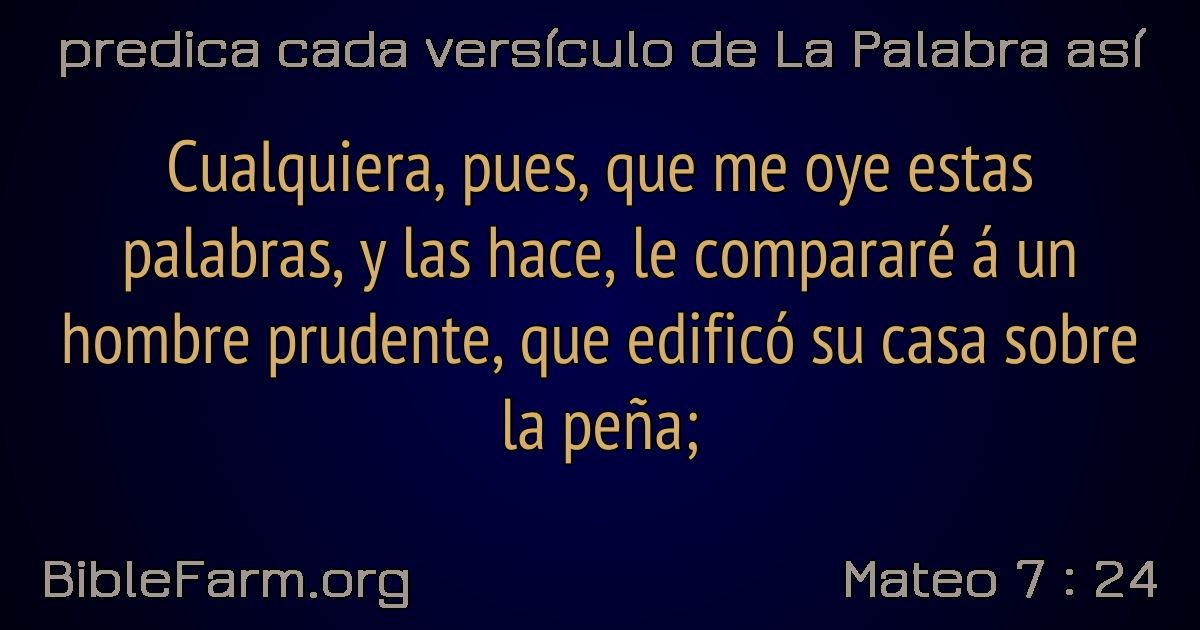 predica cada versículo de La Palabra así
Cualquiera, pues, que me oye estas
palabras, y las hace, le compararé á un
hombre prudente, que edificó su casa sobre
la peña;
BibleFarm.org
Mateo 7 : 24